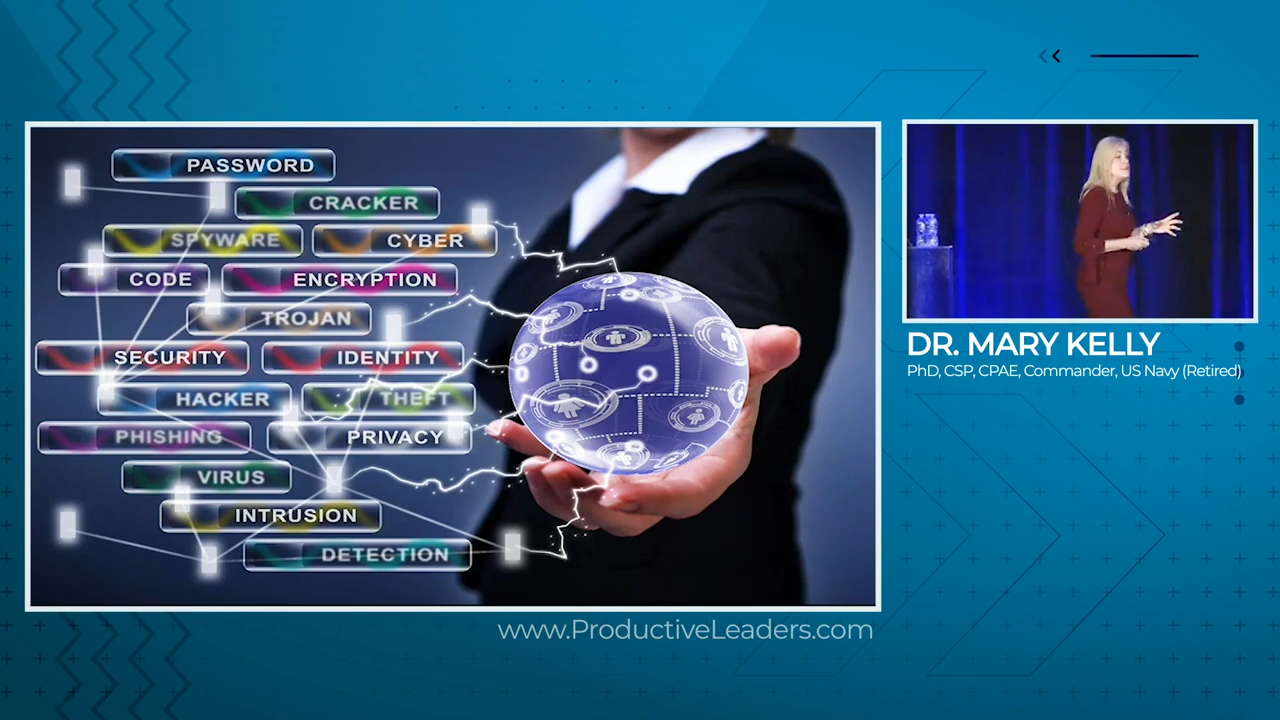 PASSWORD
CRACKER
SPYWARE CYBER
CODE ENCRYPTION
TROJAN
SECURITY IDENTITY
HACKER THEFT
PHISHING PRIVACY
VIRUS
INTRUSION
DETECTION
DR. MARY KELLY
PhD, CSP, CPAE, Commander, US Navy (Retired)
www.ProductiveLeaders.com